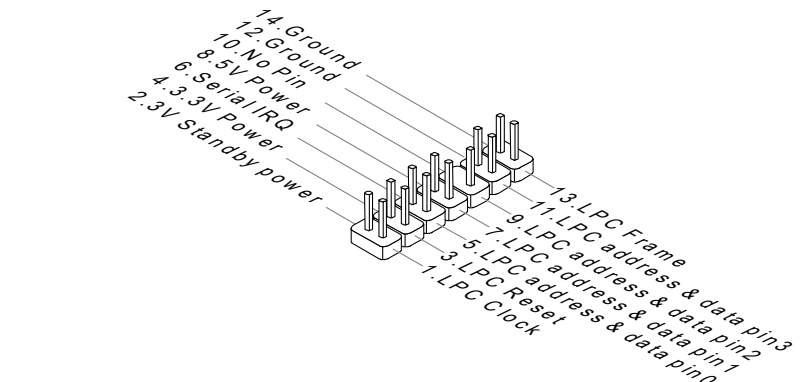 14.Ground
12.Ground
10.No Pin
8.5V Power
6.Serial IRQ
4.3.3V Power
2.3V Standby power
13.LPC Frame
11.LPC address & data pin3
9.LPC address & data pin2
7.LPC address & data pin1
5.LPC address & data pin0
3.LPC Reset
1.LPC Clock